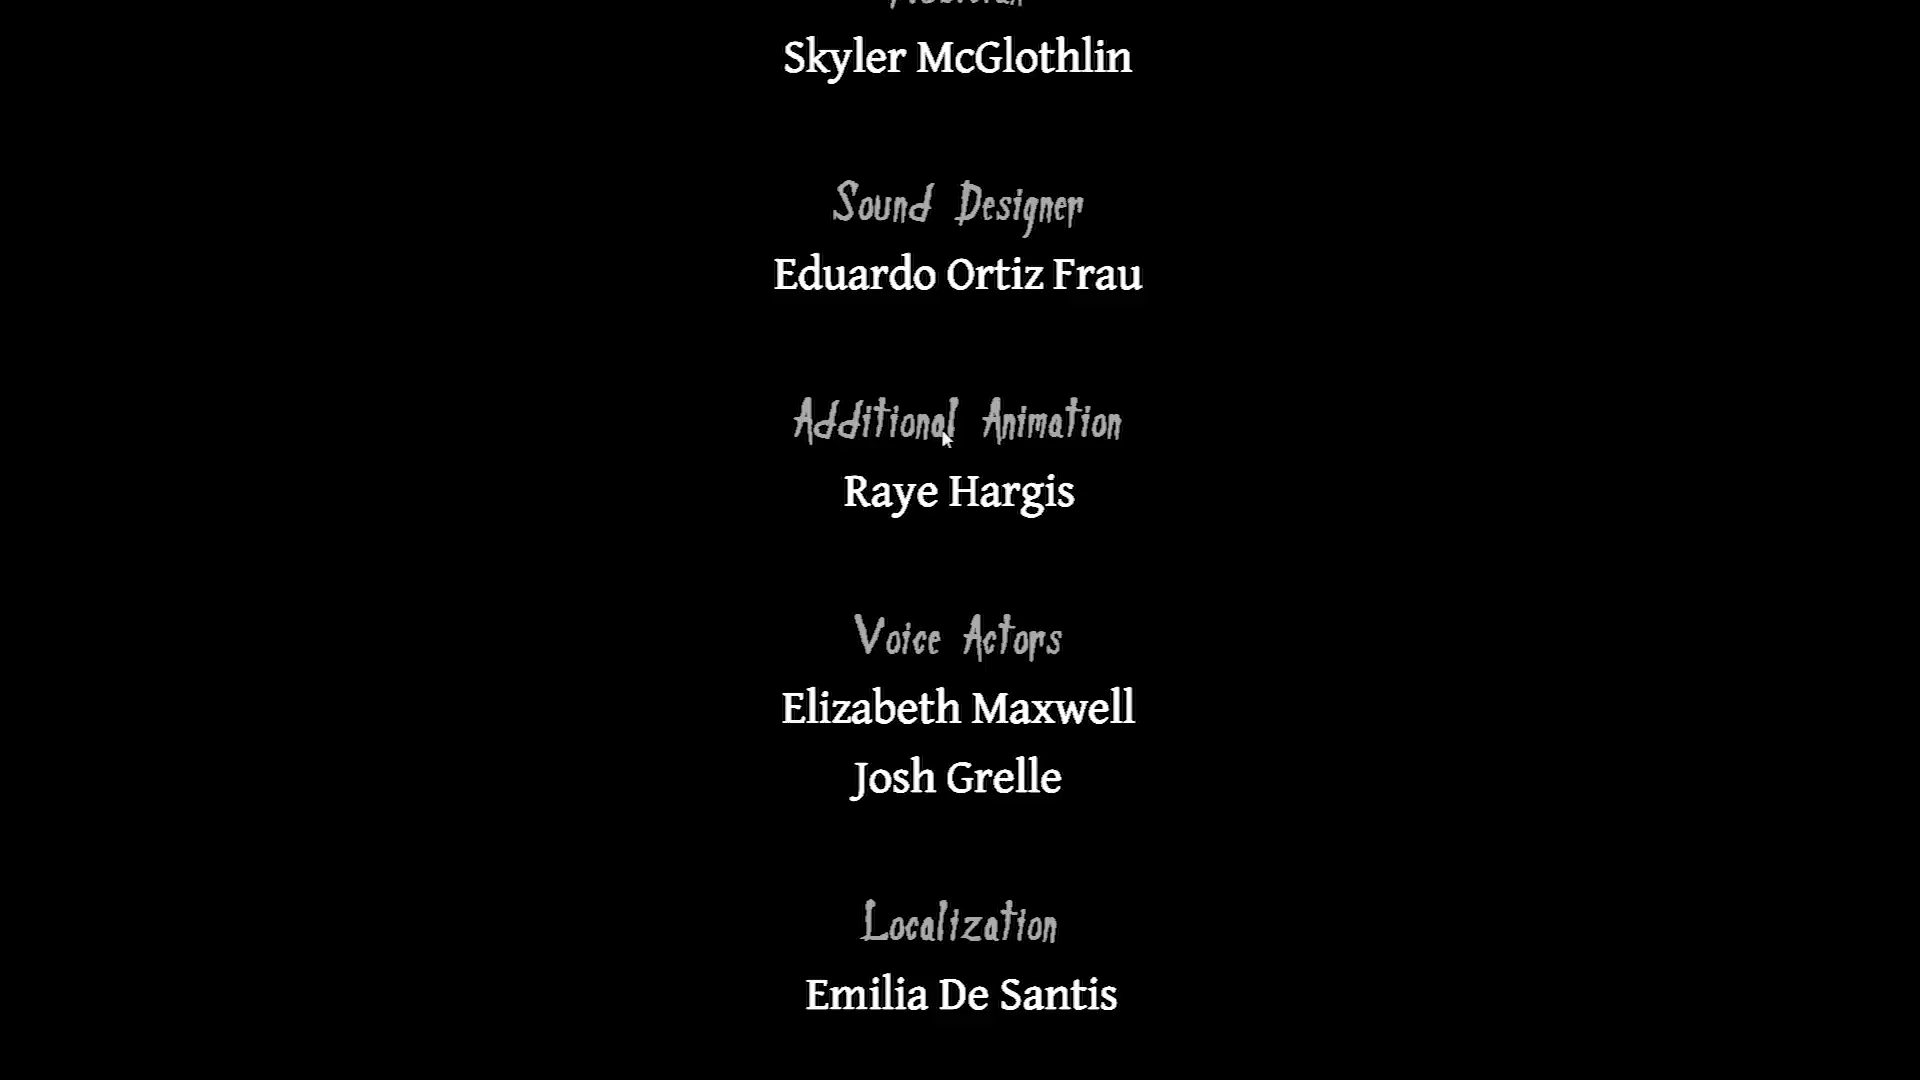 Skyler McGlothlin
Sound Designer
Eduardo Ortiz Frau
Additional Animation
Raye Hargis
Voice Actors
Elizabeth Maxwell
Josh Grelle
Localization
Emilia De Santis